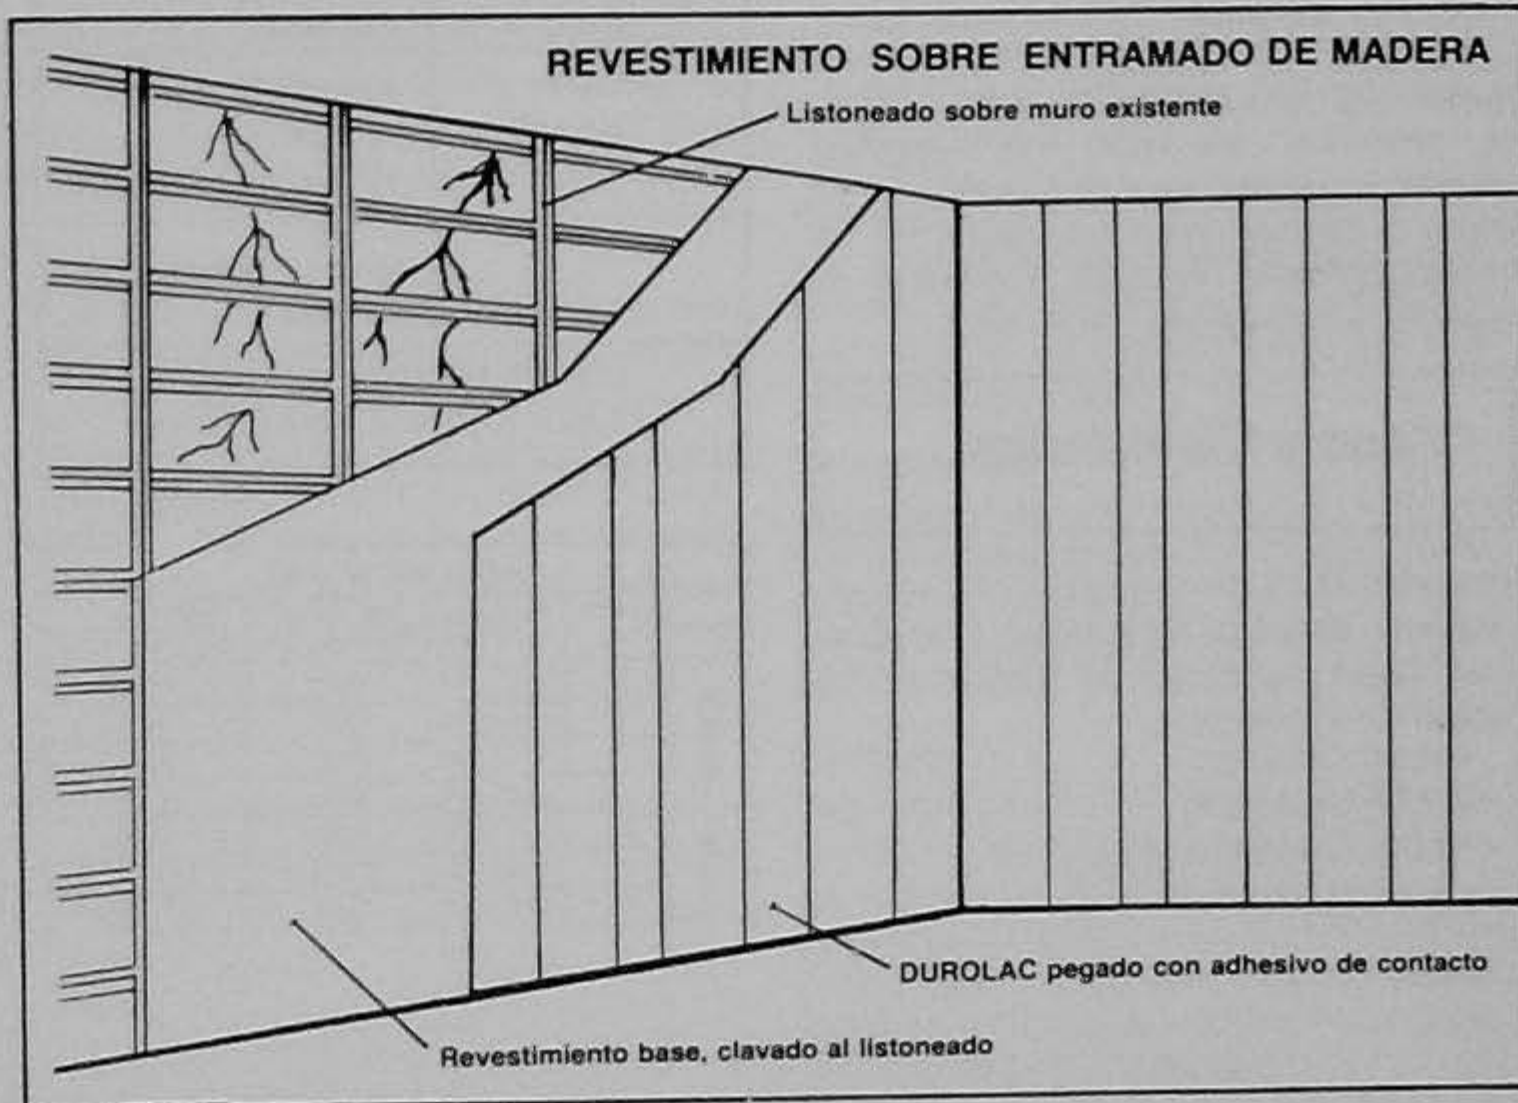 REVESTIMIENTO SOBRE ENTRAMADO DE MADERA
Listoneado sobre muro existente
DUROLAC pegado con adhesivo de contacto
Revestimiento base, clavado al listoneado